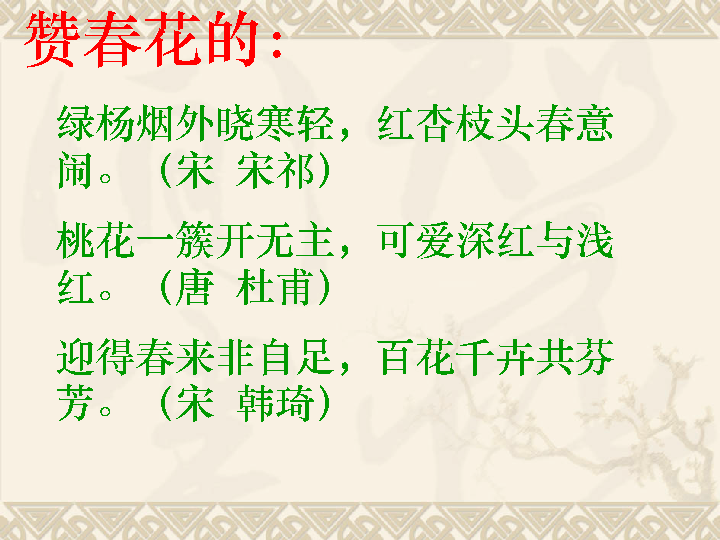 赞春花的:
绿杨烟外晓寒轻，红杏枝头春意
闹。（宋 宋祁）
桃花一簇开无主，可爱深红与浅
红。（唐 杜甫）
迎得春来非自足，百花千卉共芬
芳。（宋 韩琦）